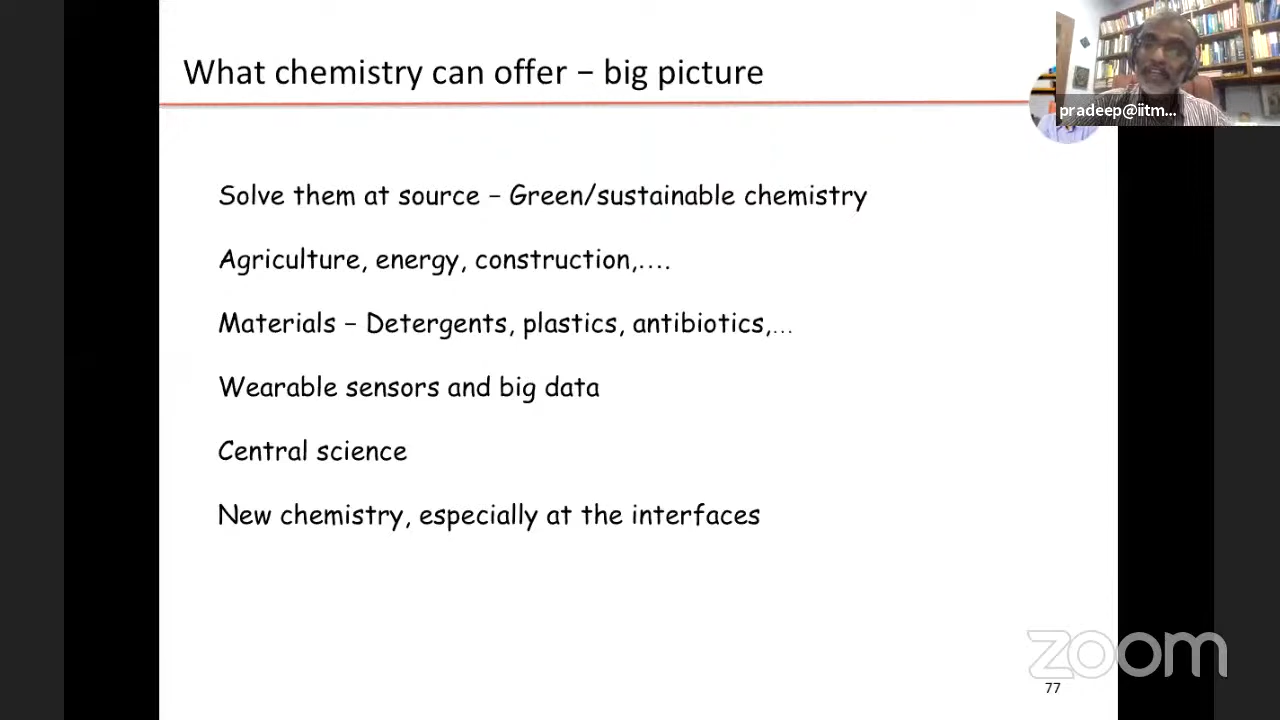 What chemistry can offer – big picture
pradeep@iitm...
Solve them at source – Green/sustainable chemistry
Agriculture, energy, construction,....
Materials – Detergents, plastics, antibiotics,...
Wearable sensors and big data
Central science
New chemistry, especially at the interfaces
zoom
77